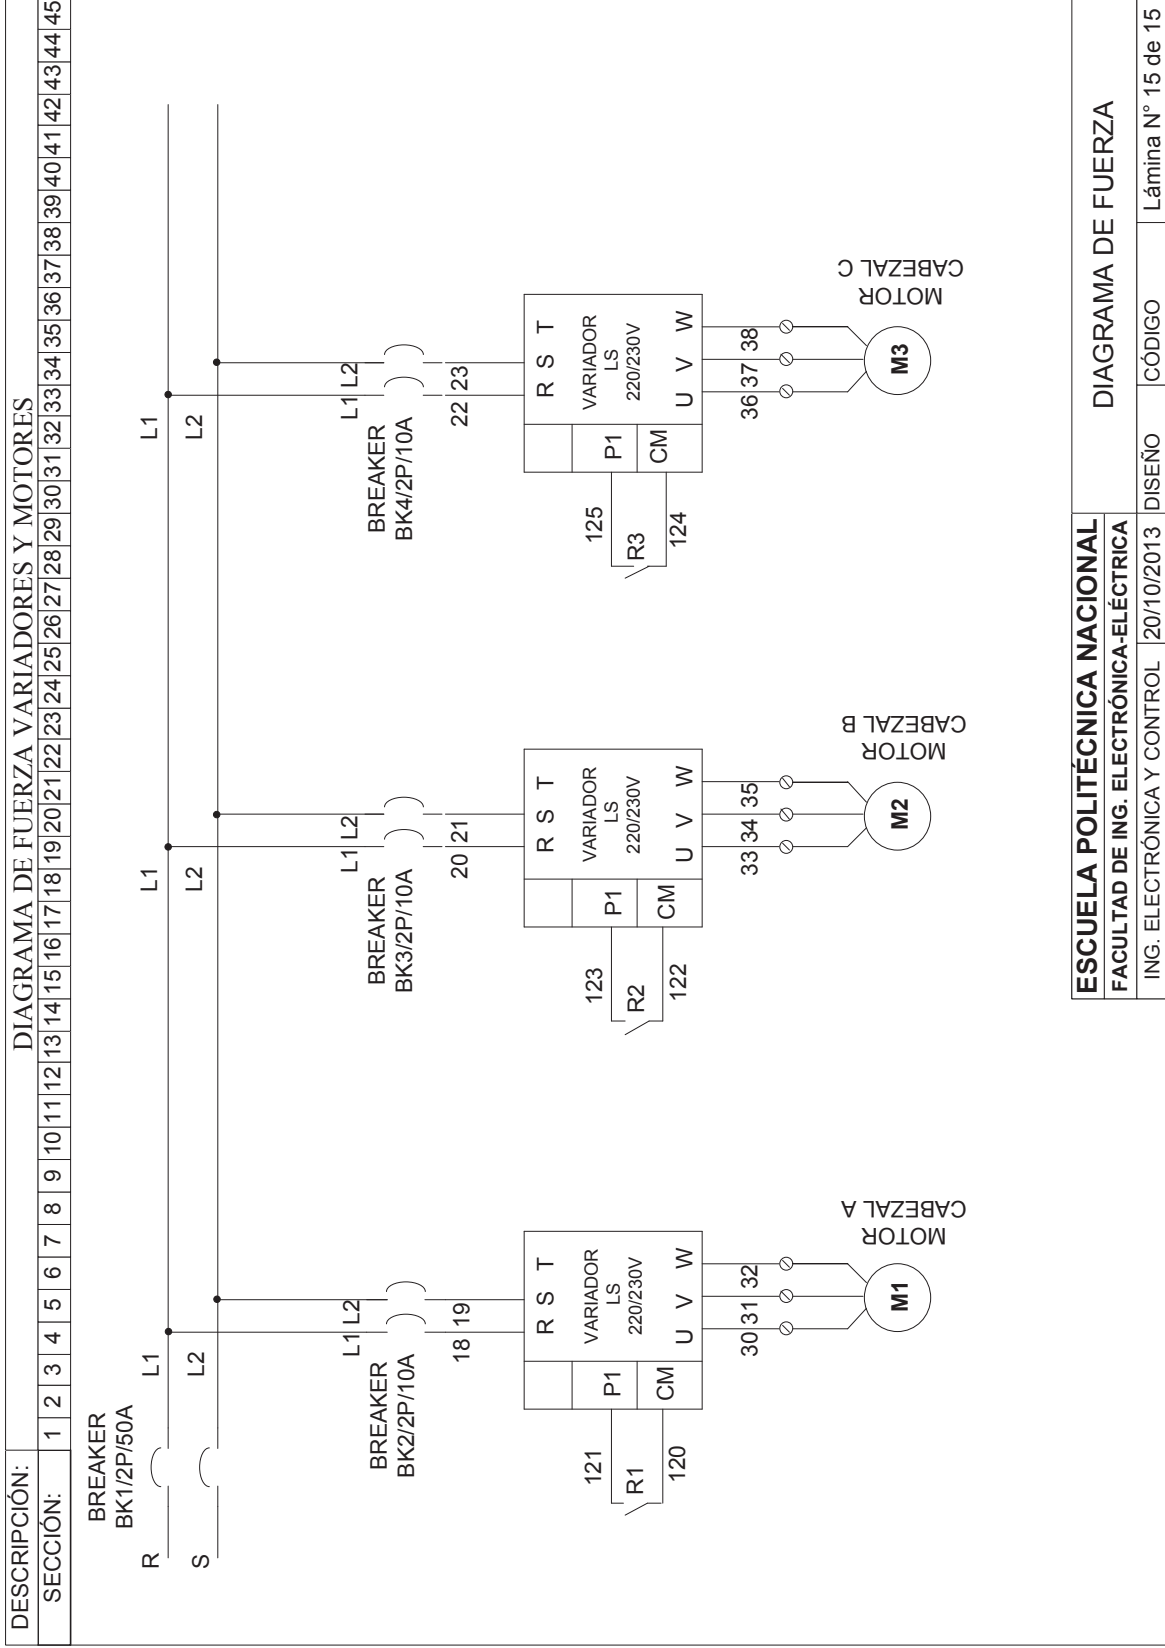 DESCRIPCIÓN: DIAGRAMA DE FUERZA VARIADORES Y MOTORES
SECCIÓN: 1 2 3 4 5 6 7 8 9 10 11 12 13 14 15 16 17 18 19 20 21 22 23 24 25 26 27 28 29 30 31 32 33 34 35 36 37 38 39 40 41 42 43 44 45
BREAKER
BK1/2P/50A
R
S
L1
L2
L1
L2
L1
L2
L1 L2
BREAKER
BK2/2P/10A
18 19
R S T
VARIADOR
LS
220/230V
U V W
P1
CM
121
R1
120
30 31 32
M1
MOTOR
CABEZAL A
L1 L2
BREAKER
BK3/2P/10A
20 21
R S T
VARIADOR
LS
220/230V
U V W
P1
CM
123
R2
122
33 34 35
M2
MOTOR
CABEZAL B
L1 L2
BREAKER
BK4/2P/10A
22 23
R S T
VARIADOR
LS
220/230V
U V W
P1
CM
125
R3
124
36 37 38
M3
MOTOR
CABEZAL C
ESCUELA POLITÉCNICA NACIONAL
FACULTAD DE ING. ELECTRÓNICA-ELÉCTRICA
DIAGRAMA DE FUERZA
ING. ELECTRÓNICA Y CONTROL 20/10/2013 DISEÑO CÓDIGO Lámina N° 15 de 15